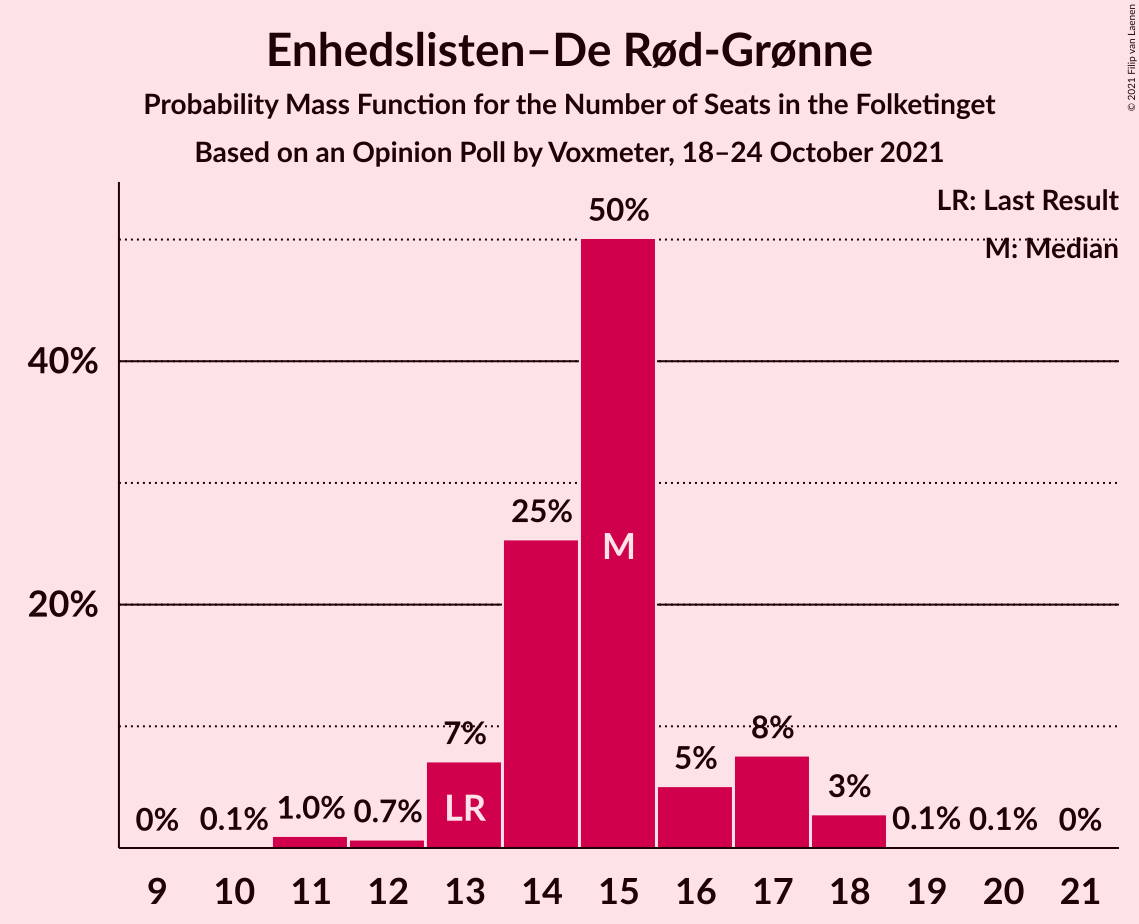 Enhedslisten–De Rød-Grønne
Probability Mass Function for the Number of Seats in the Folketinget
Based on an Opinion Poll by Voxmeter, 18–24 October 2021
© 2021 Filip van Laenen
LR: Last Result
M: Median
50%
40%
25%
M
20%
7%
8%
5%
3%
LR
0%
0.1%
1.0%
0.7%
0.1%
0.1%
0%
9 10 11 12 13 14 15 16 17 18 19 20 21